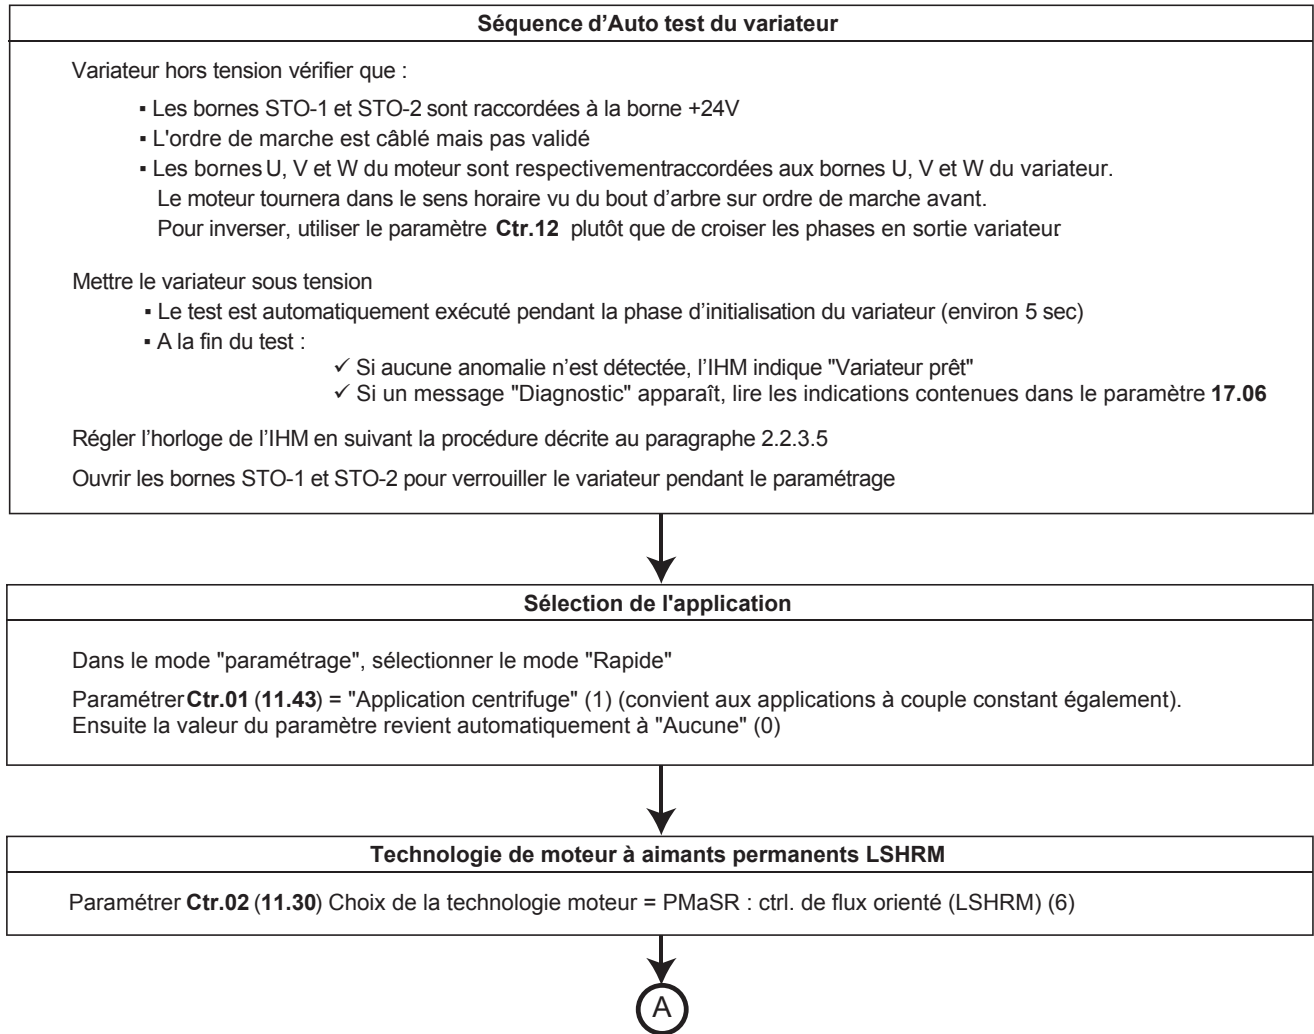 Séquence d'Auto test du variateur
Variateur hors tension vérifier que :
▪ Les bornes STO-1 et STO-2 sont raccordées à la borne +24V
▪ L'ordre de marche est câblé mais pas validé
▪ Les bornes U, V et W du moteur sont respectivementraccordées aux bornes U, V et W du variateur.
Le moteur tournera dans le sens horaire vu du bout d'arbre sur ordre de marche avant.
Pour inverser, utiliser le paramètre Ctr.12 plutôt que de croiser les phases en sortie variateur.
Mettre le variateur sous tension
▪ Le test est automatiquement exécuté pendant la phase d'initialisation du variateur (environ 5 sec)
▪ A la fin du test :
✓ Si aucune anomalie n'est détectée, l'IHM indique "Variateur prêt"
✓ Si un message "Diagnostic" apparaît, lire les indications contenues dans le paramètre 17.06
Régler l'horloge de l'IHM en suivant la procédure décrite au paragraphe 2.2.3.5
Ouvrir les bornes STO-1 et STO-2 pour verrouiller le variateur pendant le paramétrage
Sélection de l'application
Dans le mode "paramétrage", sélectionner le mode "Rapide"
Paramétrer Ctr.01 (11.43) = "Application centrifuge" (1) (convient aux applications à couple constant également).
Ensuite la valeur du paramètre revient automatiquement à "Aucune" (0)
Technologie de moteur à aimants permanents LSHRM
Paramétrer Ctr.02 (11.30) Choix de la technologie moteur = PMaSR : ctrl. de flux orienté (LSHRM) (6)
A